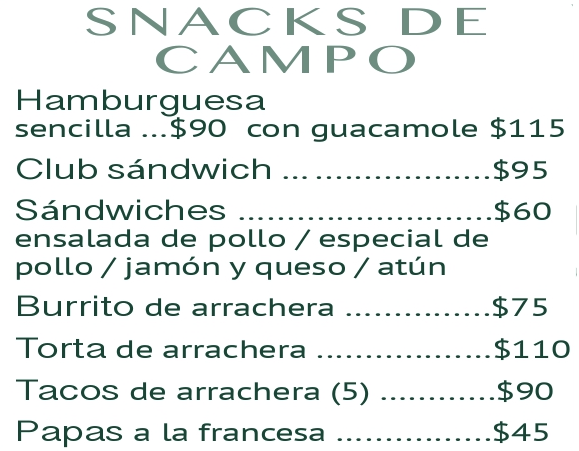 SNACKS DE
CAMPO
Hamburguesa
sencilla ...$90 con guacamole $115
Club sándwich ... ..................$95
Sándwiches ..........................$60
ensalada de pollo / especial de
pollo / jamón y queso / atún
Burrito de arrachera ...............$75
Torta de arrachera ..................$110
Tacos de arrachera (5) ............$90
Papas a la francesa ................$45